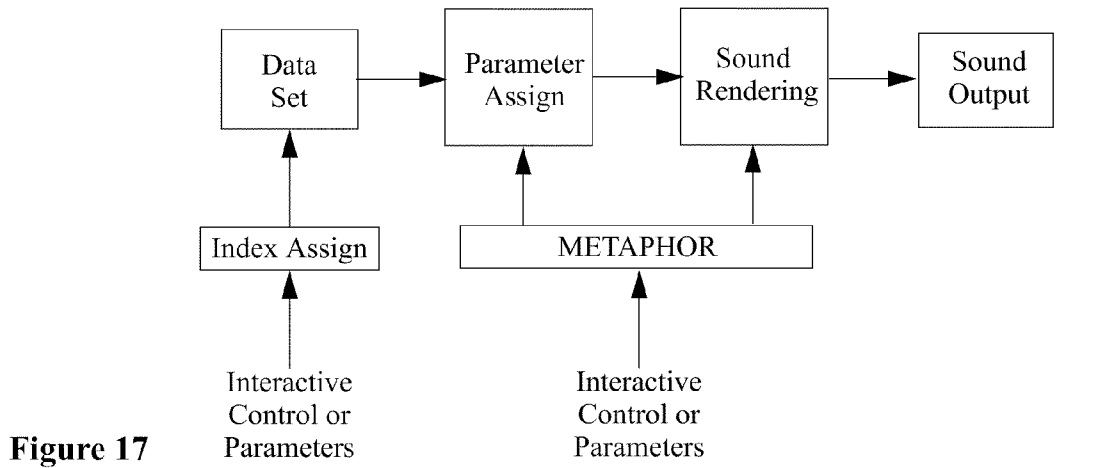 Data
Set
Parameter
Assign
Sound
Rendering
Sound
Output
Index Assign
METAPHOR
Interactive
Control or
Parameters
Interactive
Control or
Parameters
Figure 17